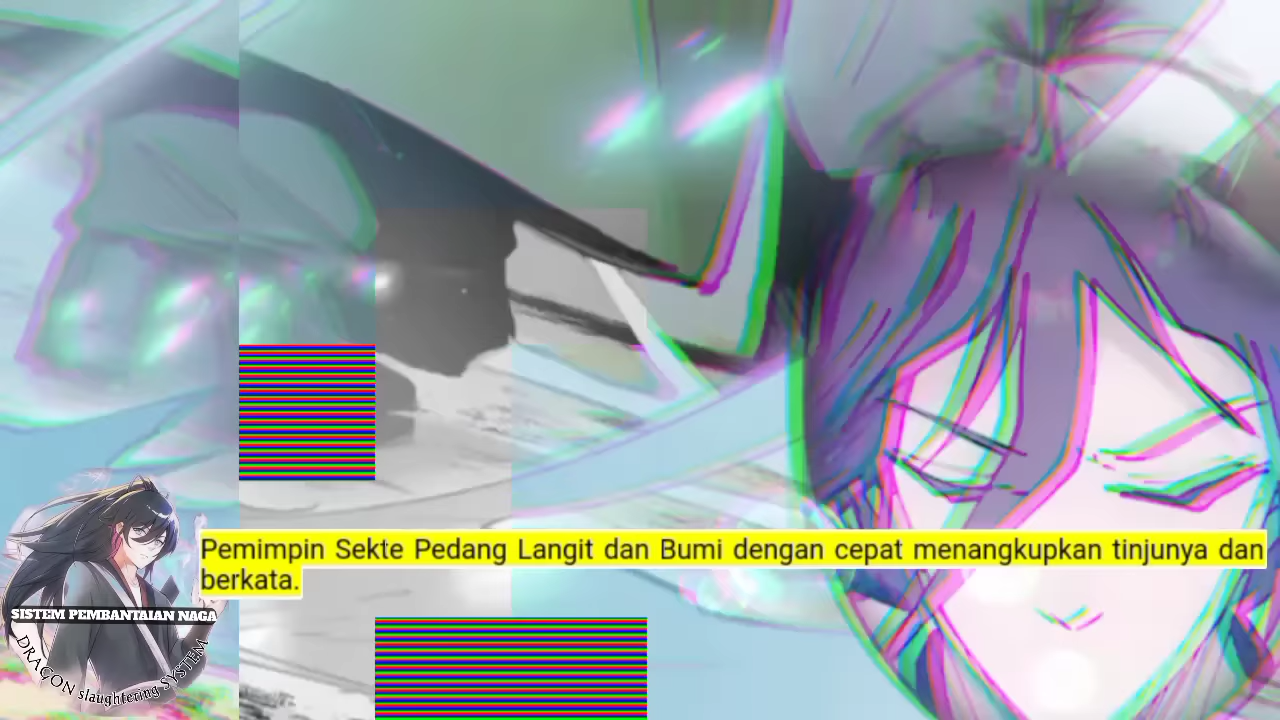 Pemimpin Sekte Pedang Langit dan Bumi dengan cepat menangkupkan tinjunya dan
berkata.
SISTEM PEMBANTAIAN NAGA
DRAGON slaughtering SYSTEM